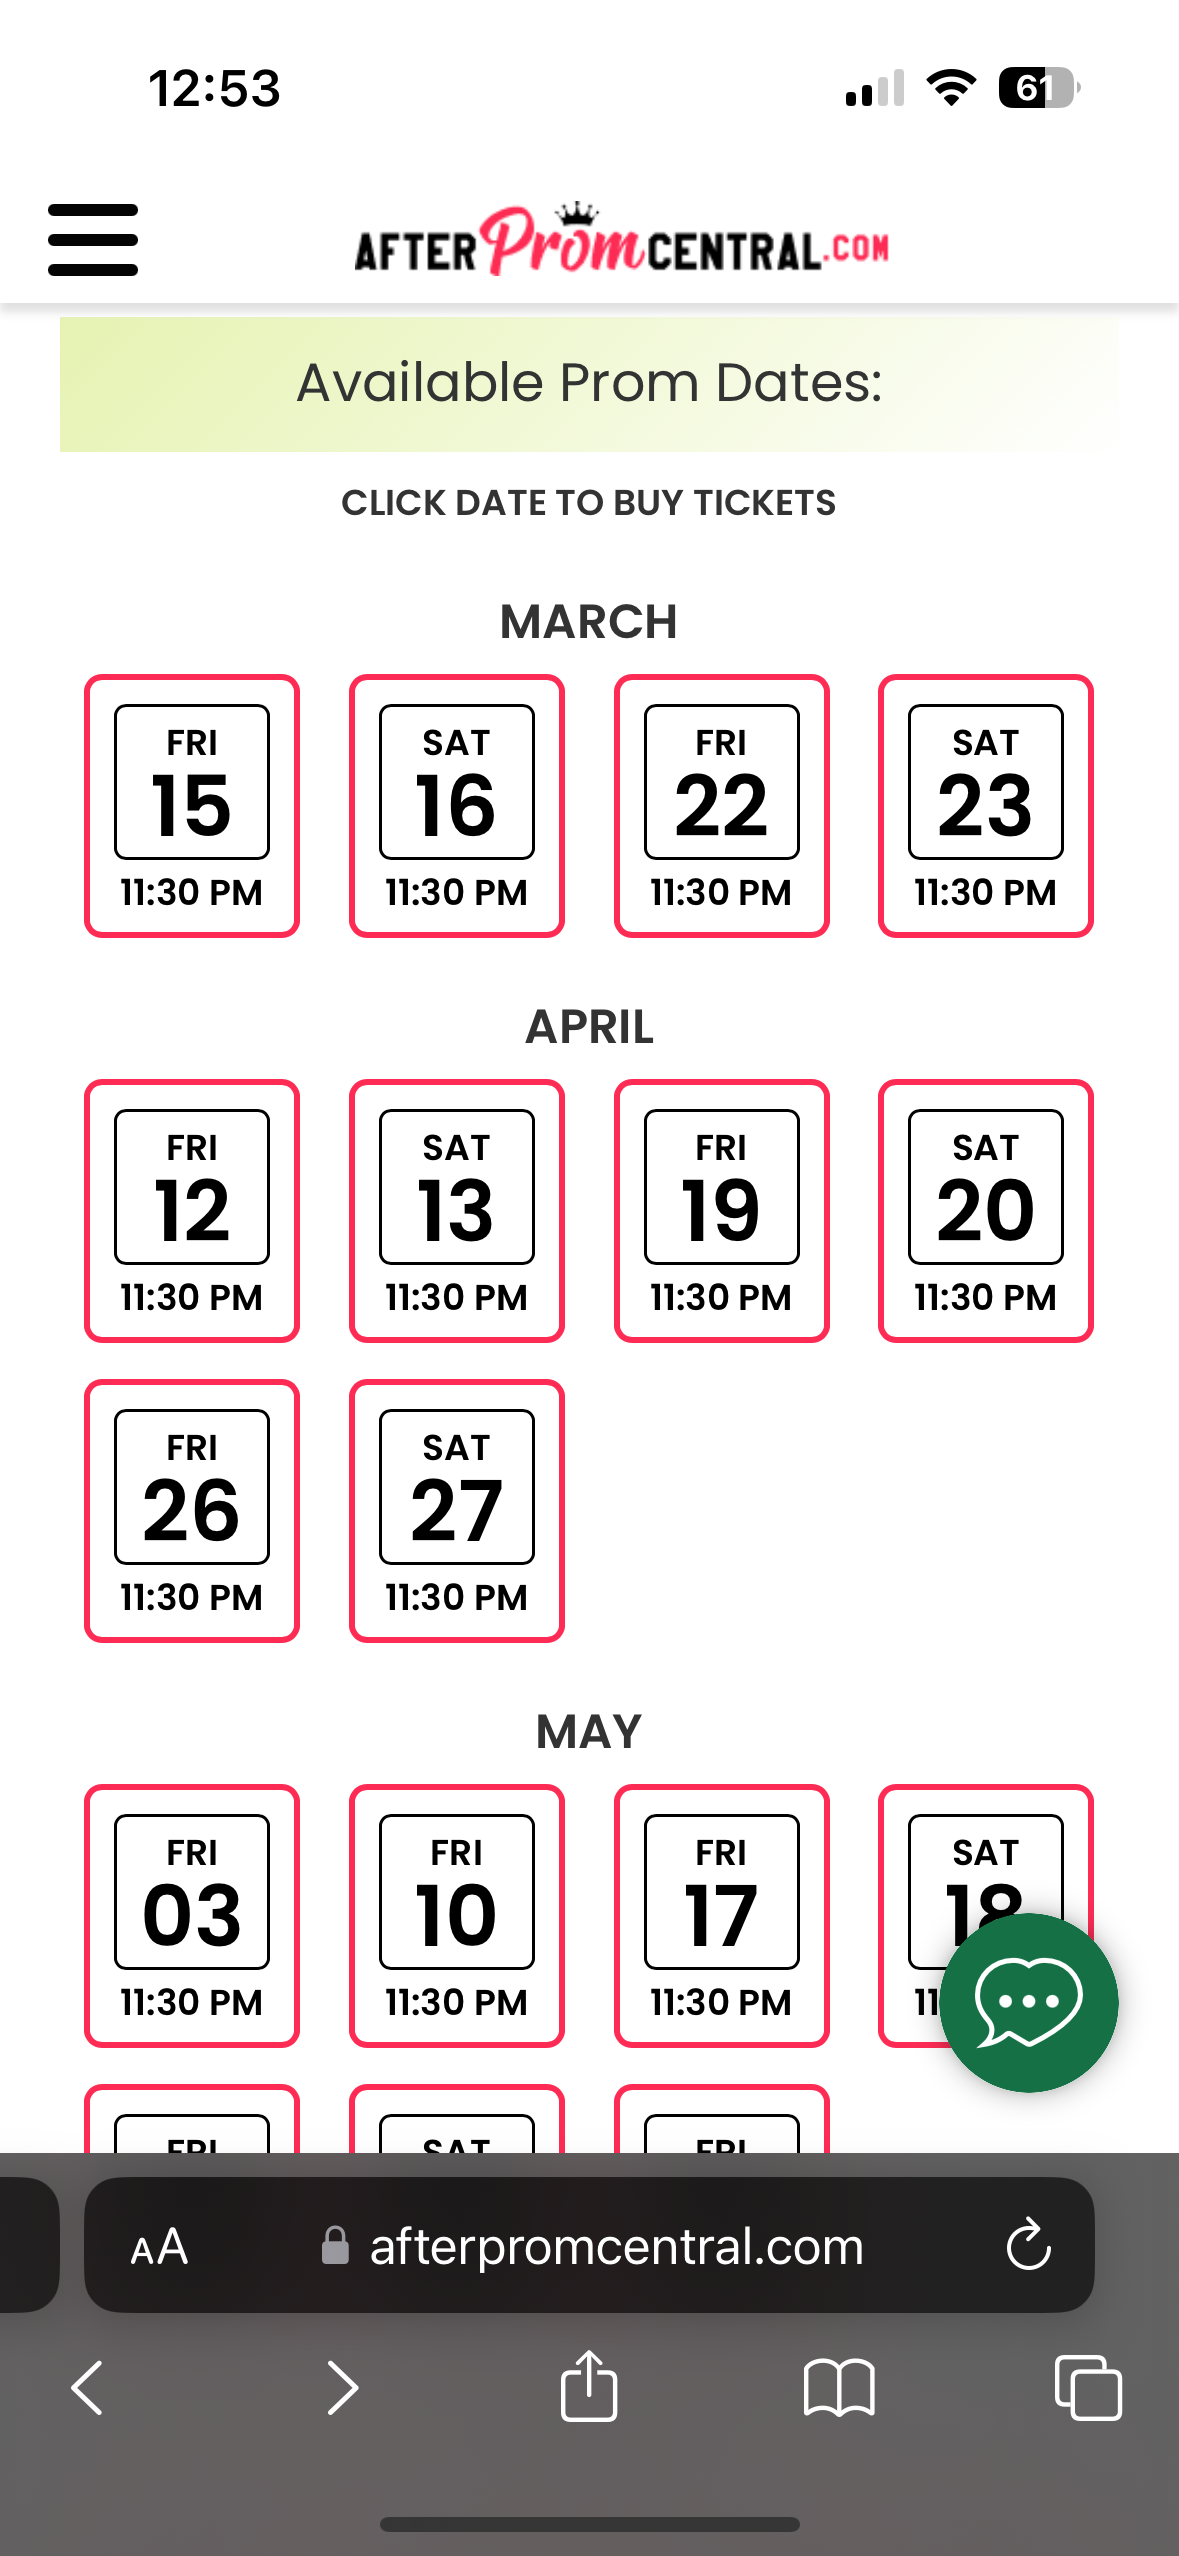 12:53
61
AFTER Prom CENTRAL.COM
Available Prom Dates:
CLICK DATE TO BUY TICKETS
MARCH
FRI SAT FRI SAT
15 16 22 23
11:30 PM 11:30 PM 11:30 PM 11:30 PM
APRIL
FRI SAT FRI SAT
12 13 19 20
11:30 PM 11:30 PM 11:30 PM 11:30 PM
FRI SAT
26 27
11:30 PM 11:30 PM
MAY
FRI FRI FRI SAT
03 10 17 18
11:30 PM 11:30 PM 11:30 PM 11
FRI SAT FRI
AA afterpromcentral.com